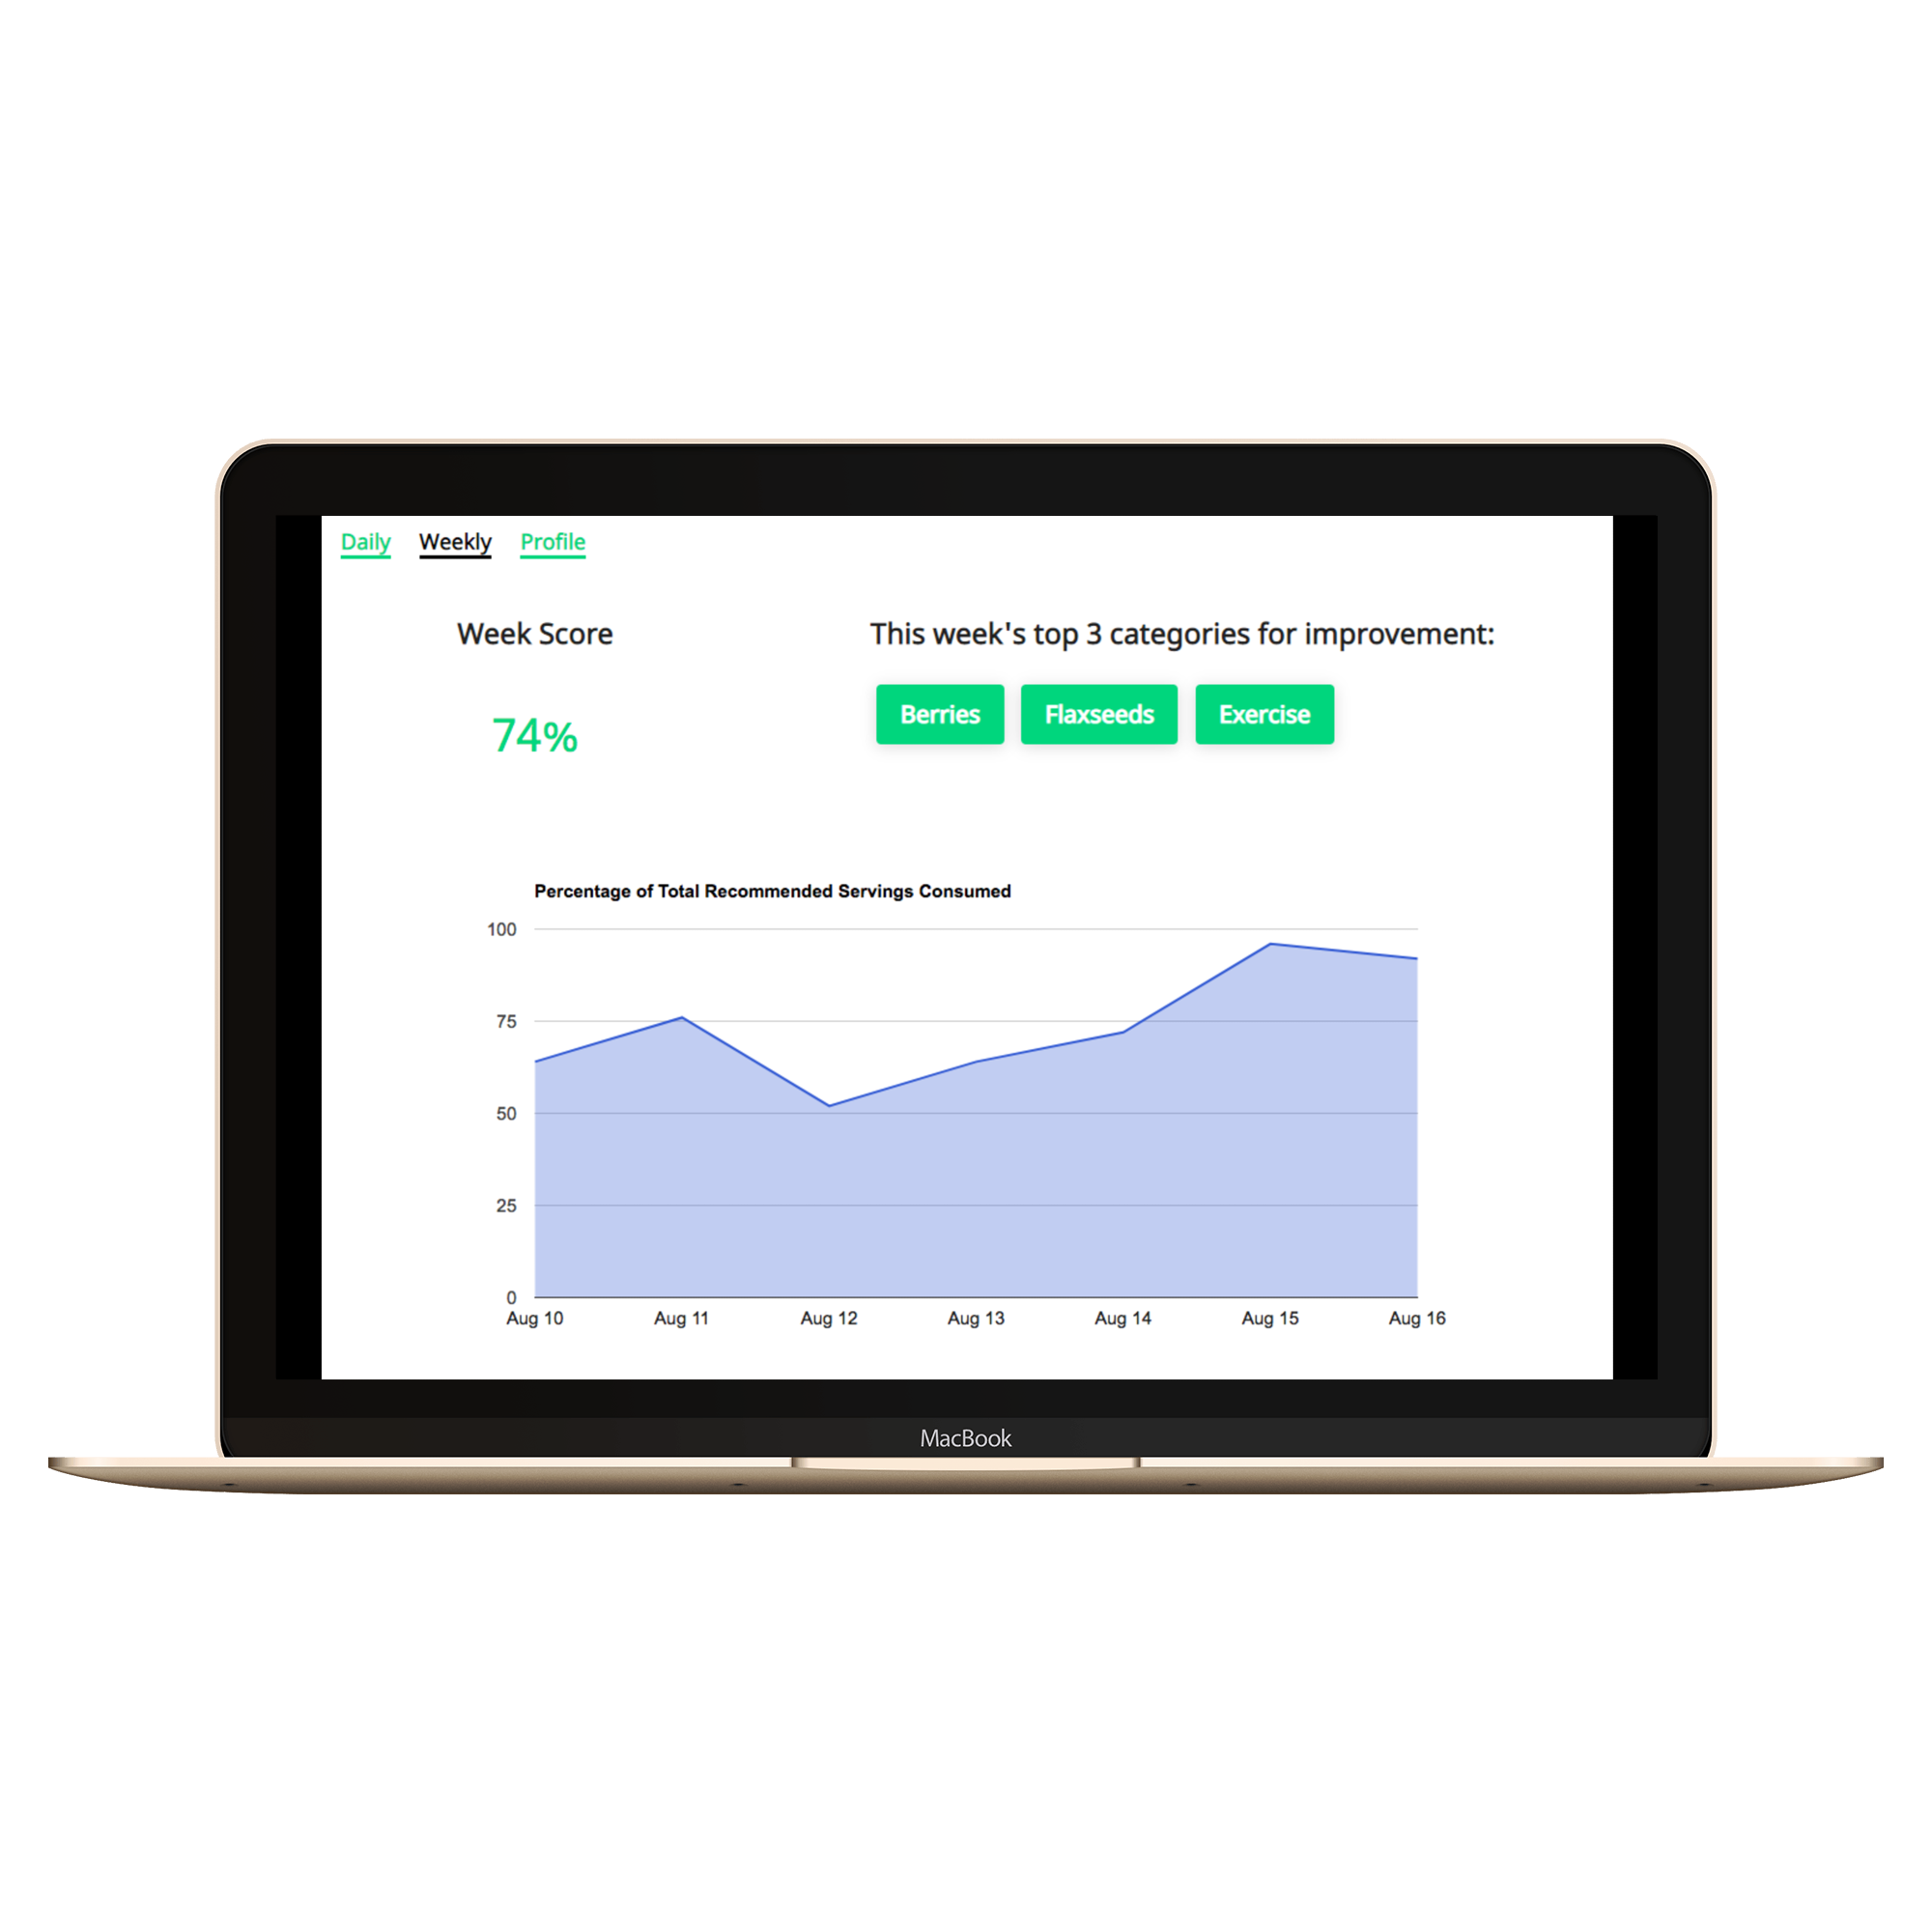 Daily Weekly Profile
Week Score
This week's top 3 categories for improvement:
74%
Berries Flaxseeds Exercise
Percentage of Total Recommended Servings Consumed
100
75
50
25
0
Aug 10 Aug 11 Aug 12 Aug 13 Aug 14 Aug 15 Aug 16
MacBook